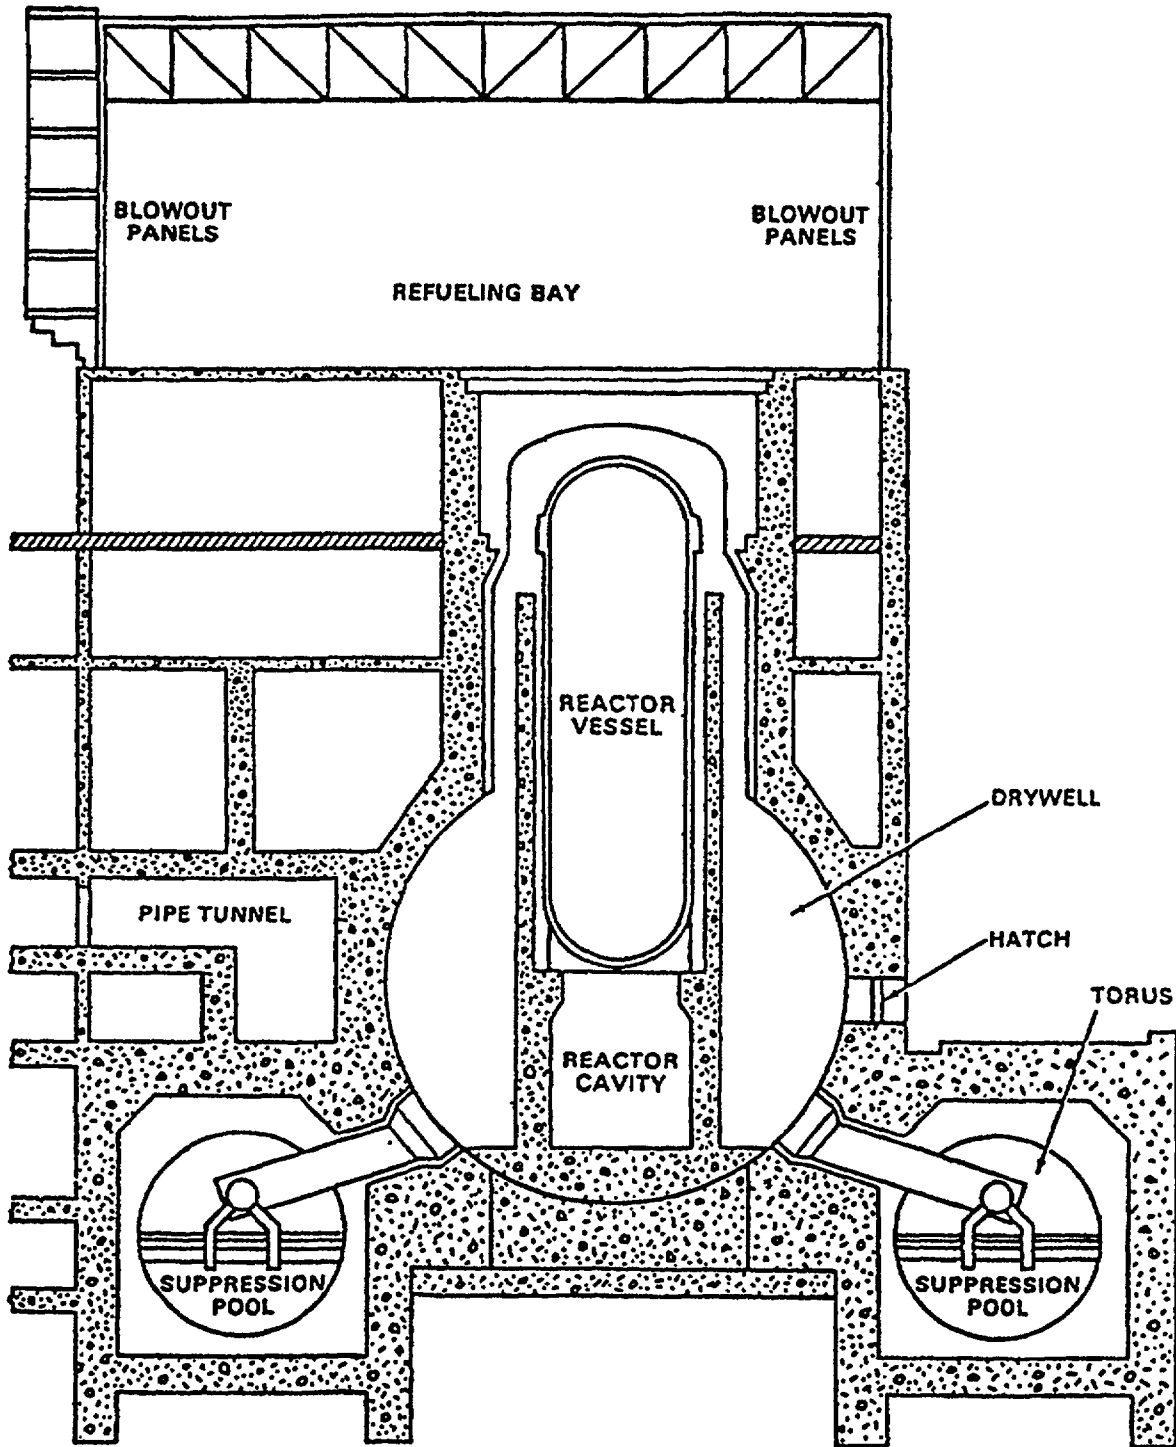 BLOWOUT
PANELS
BLOWOUT
PANELS
REFUELING BAY
REACTOR
VESSEL
DRYWELL
PIPE TUNNEL
HATCH
TORUS
REACTOR
CAVITY
SUPPRESSION
POOL
SUPPRESSION
POOL